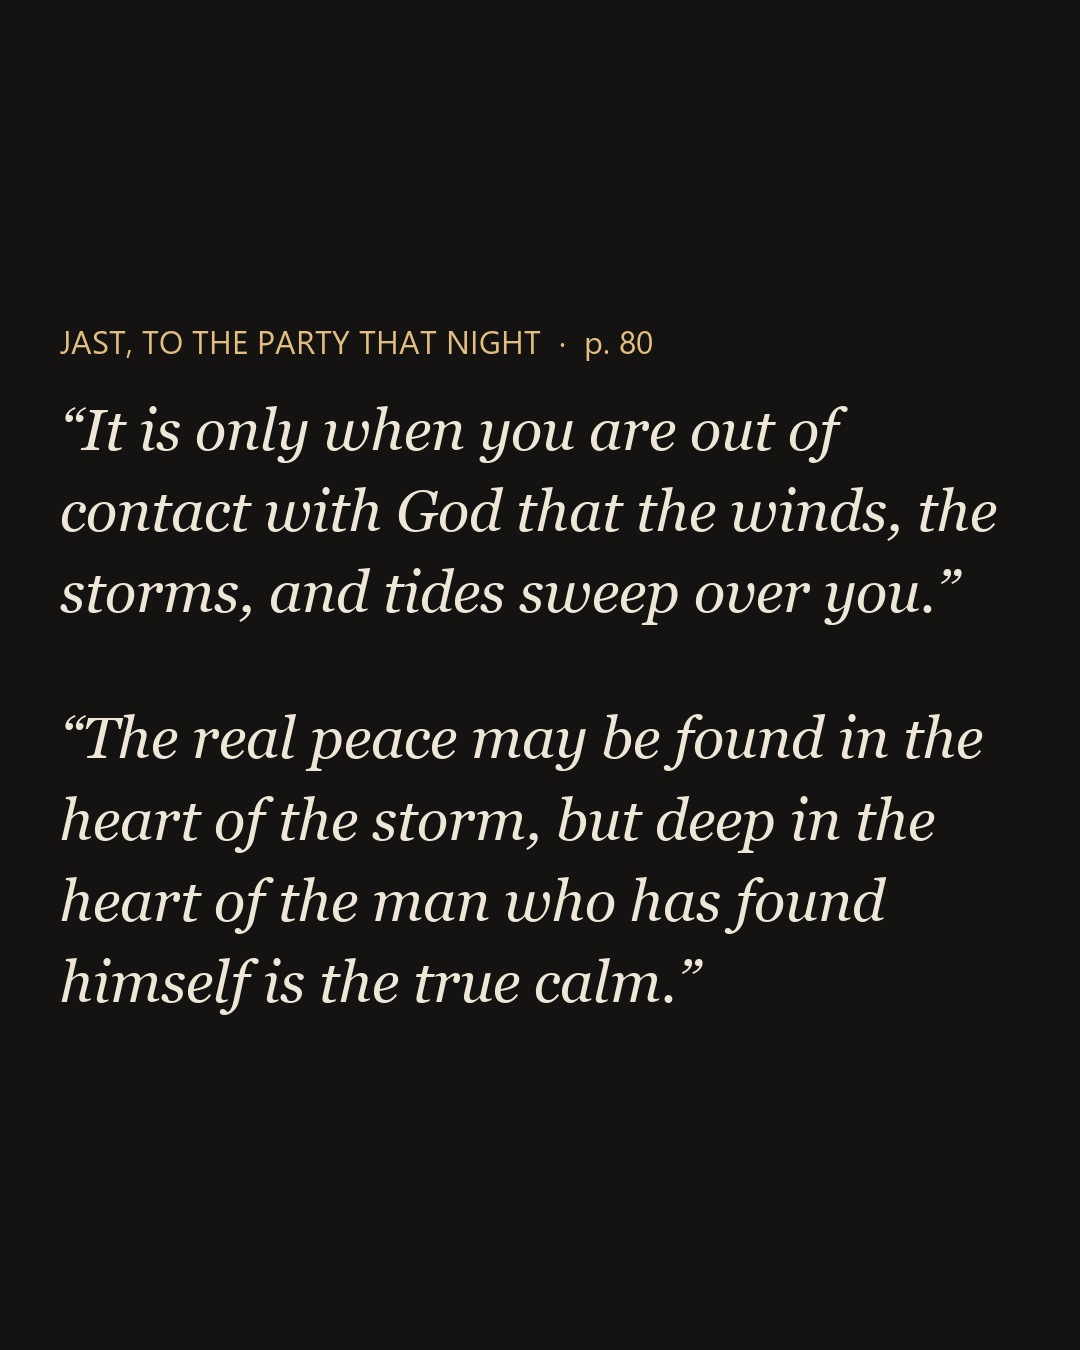 JAST, TO THE PARTY THAT NIGHT · p. 80
“It is only when you are out of
contact with God that the winds, the
storms, and tides sweep over you.”
“The real peace may be found in the
heart of the storm, but deep in the
heart of the man who has found
himself is the true calm.”